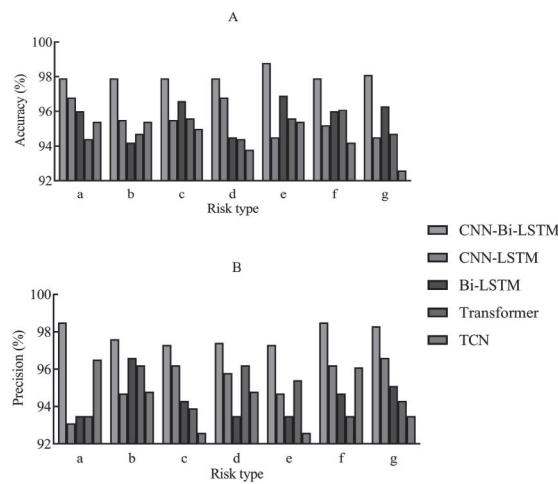 A
100
98
96
94
92
Accuracy (%)
a b c d e f g
Risk type
CNN-Bi-LSTM
CNN-LSTM
Bi-LSTM
Transformer
TCN
B
100
98
96
94
92
Precision (%)
a b c d e f g
Risk type